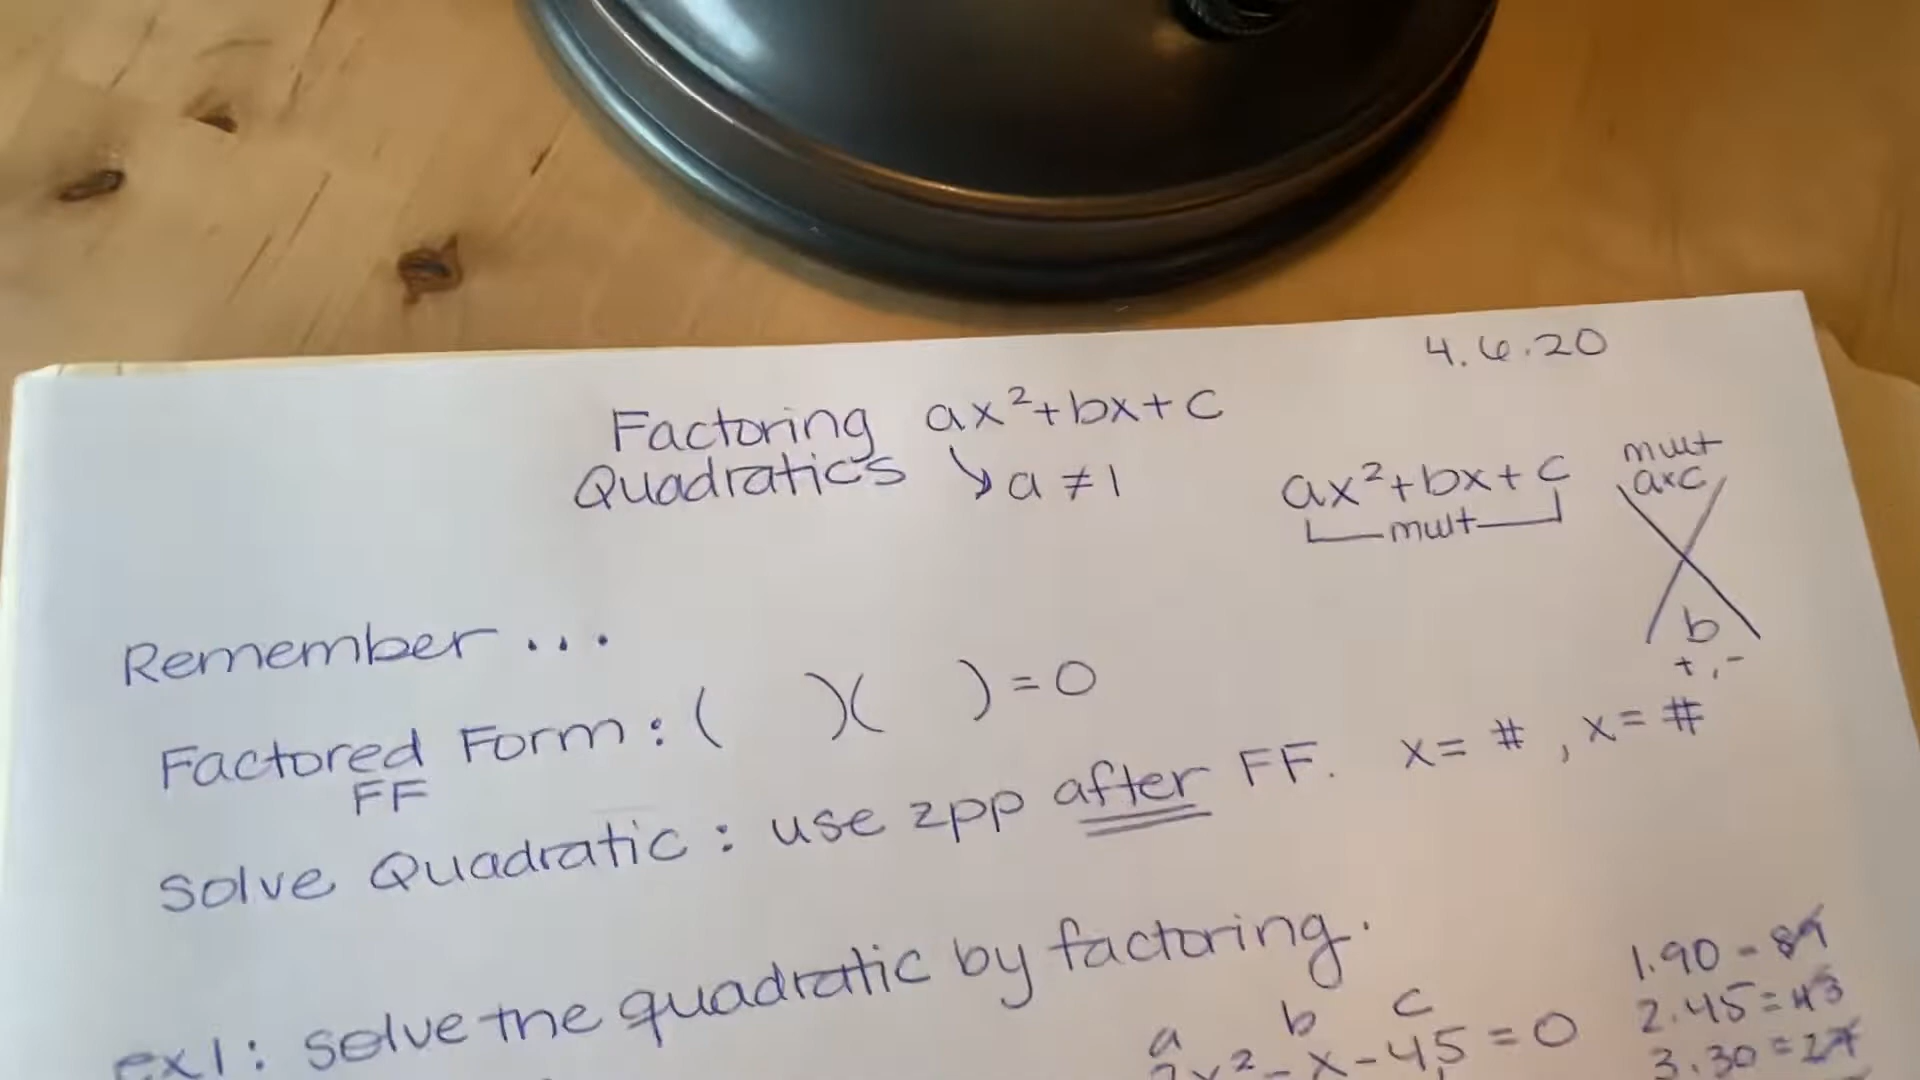 4.6.20
Factoring ax²+bx+c
Quadratics ↘ a ≠ 1
ax²+bx+c
mult
mult
a×c
b
+, -
Remember ...
Factored Form : ( )( ) = 0
FF
Solve Quadratic : use zpp after FF. x = # , x = #
ex1: solve the quadratic by factoring.
a b c
2x² - x - 45 = 0
1.90 - 89
2.45 = 43
3.30 = 27